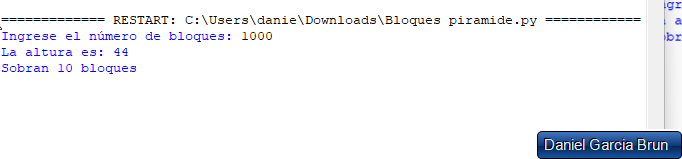 ============= RESTART: C:\Users\danie\Downloads\Bloques piramide.py ============
Ingrese el número de bloques: 1000
La altura es: 44
Sobran 10 bloques
Daniel Garcia Brun